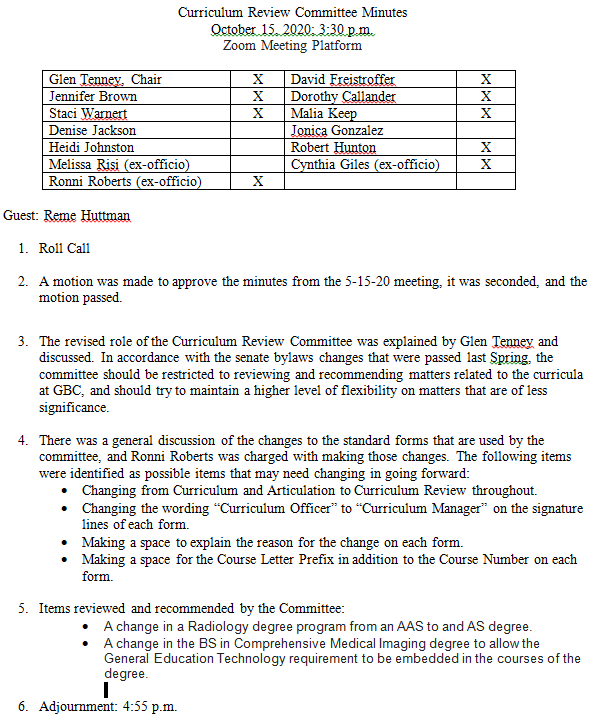 Curriculum Review Committee Minutes
October 15, 2020; 3:30 p.m.
Zoom Meeting Platform
Glen Tenney, Chair X David Freistroffer X
Jennifer Brown X Dorothy Callander X
Staci Warnert X Malia Keep X
Denise Jackson Jonica Gonzalez
Heidi Johnston Robert Hunton X
Melissa Risi (ex-officio) Cynthia Giles (ex-officio) X
Ronni Roberts (ex-officio) X
Guest: Reme Huttman
1. Roll Call
2. A motion was made to approve the minutes from the 5-15-20 meeting, it was seconded, and the
motion passed.
3. The revised role of the Curriculum Review Committee was explained by Glen Tenney and
discussed. In accordance with the senate bylaws changes that were passed last Spring, the
committee should be restricted to reviewing and recommending matters related to the curricula
at GBC, and should try to maintain a higher level of flexibility on matters that are of less
significance.
4. There was a general discussion of the changes to the standard forms that are used by the
committee, and Ronni Roberts was charged with making those changes. The following items
were identified as possible items that may need changing in going forward:
• Changing from Curriculum and Articulation to Curriculum Review throughout.
• Changing the wording “Curriculum Officer” to “Curriculum Manager” on the signature
lines of each form.
• Making a space to explain the reason for the change on each form.
• Making a space for the Course Letter Prefix in addition to the Course Number on each
form.
5. Items reviewed and recommended by the Committee:
• A change in a Radiology degree program from an AAS to and AS degree.
• A change in the BS in Comprehensive Medical Imaging degree to allow the
General Education Technology requirement to be embedded in the courses of the
degree.
6. Adjournment: 4:55 p.m.